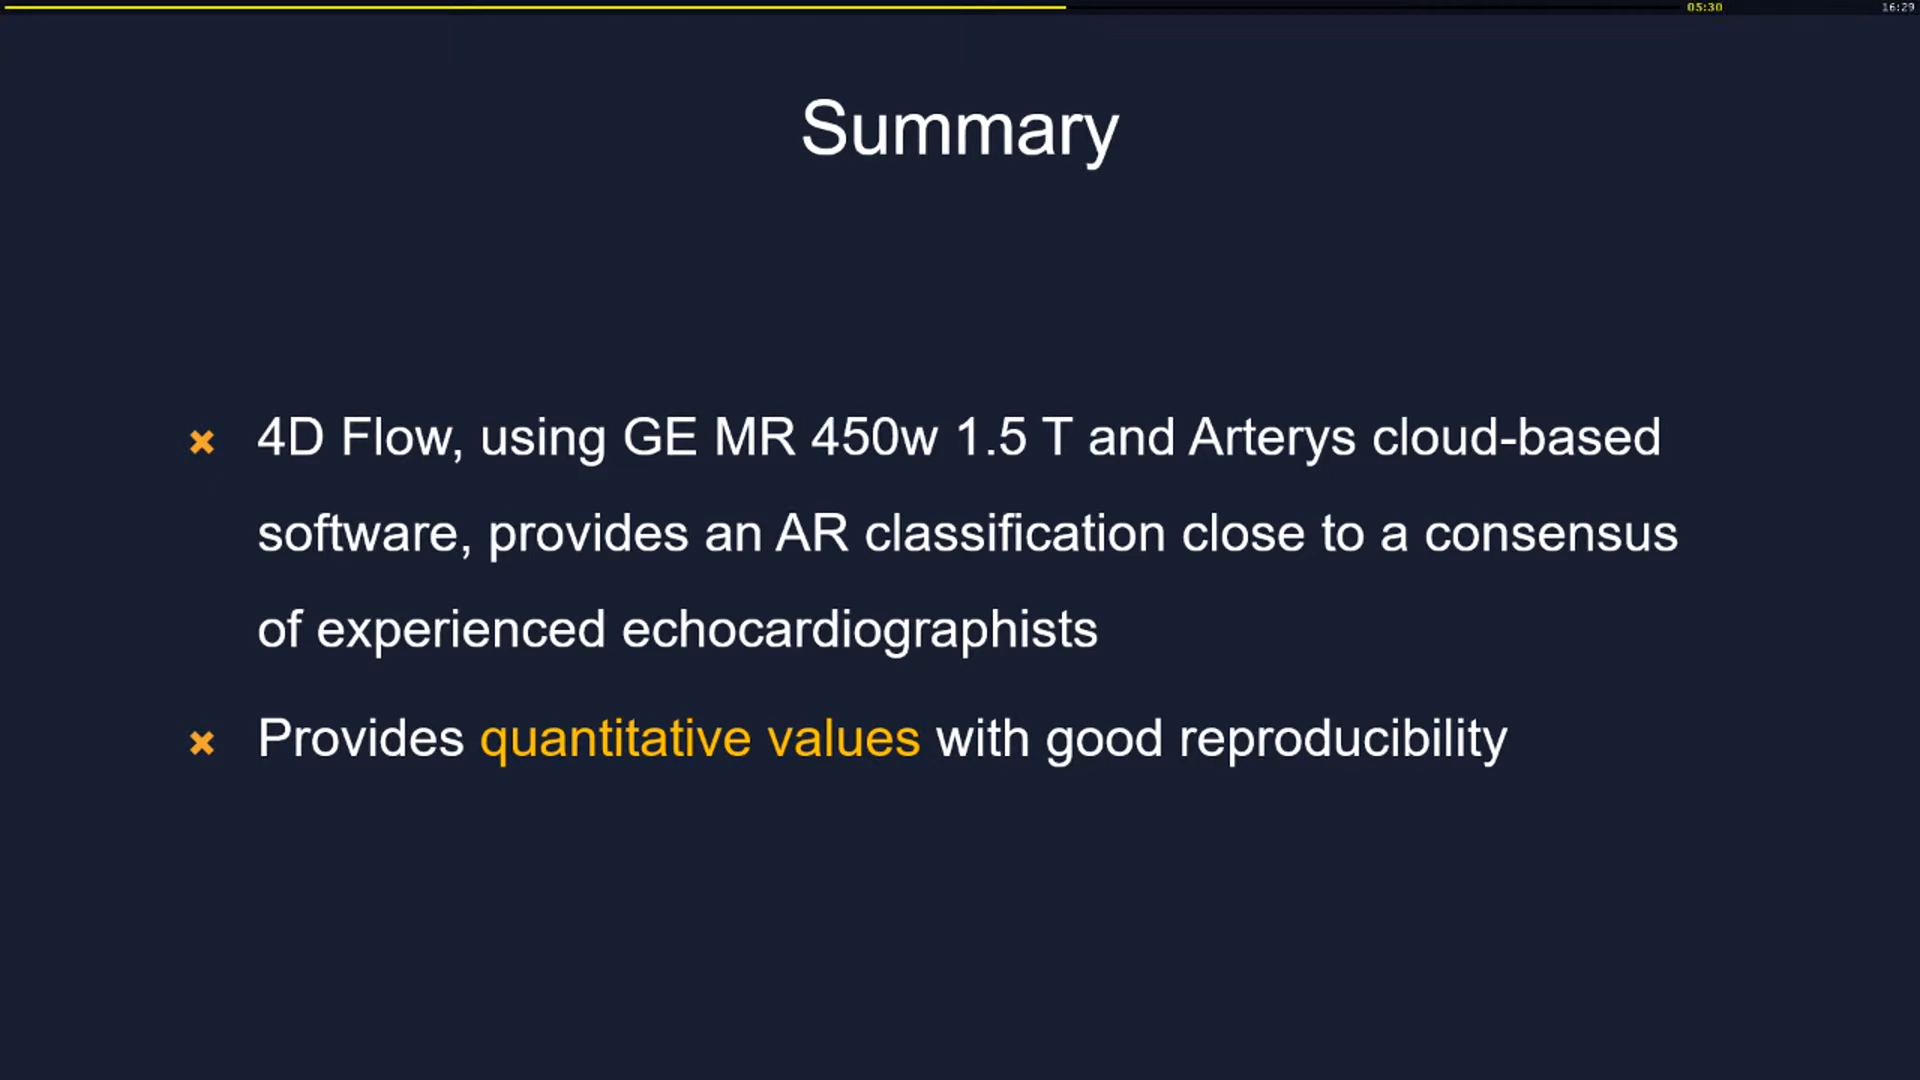 05:30
16:29
Summary
✖ 4D Flow, using GE MR 450w 1.5 T and Arterys cloud-based
software, provides an AR classification close to a consensus
of experienced echocardiographists
✖ Provides quantitative values with good reproducibility